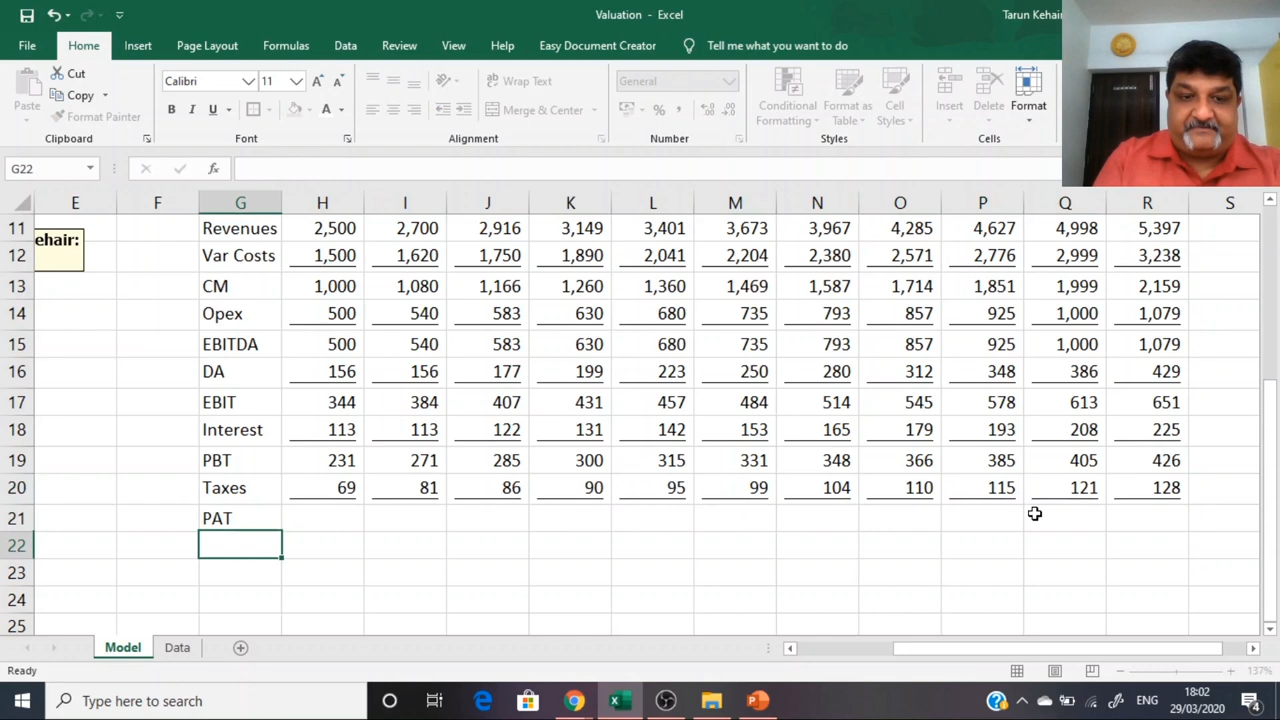 Valuation - Excel
Tarun Kehair
File Home Insert Page Layout Formulas Data Review View Help Easy Document Creator Tell me what you want to do
Cut
Copy
Format Painter
Paste
Calibri 11
B I U
Wrap Text
Merge & Center
General
Conditional Formatting
Format as Table
Cell Styles
Insert Delete Format
Clipboard Font Alignment Number Styles Cells
G22
E F G H I J K L M N O P Q R S
ehair:
11 Revenues 2,500 2,700 2,916 3,149 3,401 3,673 3,967 4,285 4,627 4,998 5,397
12 Var Costs 1,500 1,620 1,750 1,890 2,041 2,204 2,380 2,571 2,776 2,999 3,238
13 CM 1,000 1,080 1,166 1,260 1,360 1,469 1,587 1,714 1,851 1,999 2,159
14 Opex 500 540 583 630 680 735 793 857 925 1,000 1,079
15 EBITDA 500 540 583 630 680 735 793 857 925 1,000 1,079
16 DA 156 156 177 199 223 250 280 312 348 386 429
17 EBIT 344 384 407 431 457 484 514 545 578 613 651
18 Interest 113 113 122 131 142 153 165 179 193 208 225
19 PBT 231 271 285 300 315 331 348 366 385 405 426
20 Taxes 69 81 86 90 95 99 104 110 115 121 128
21 PAT
22
23
24
25
Model Data
Ready
137%
Type here to search
ENG
18:02
29/03/2020
4